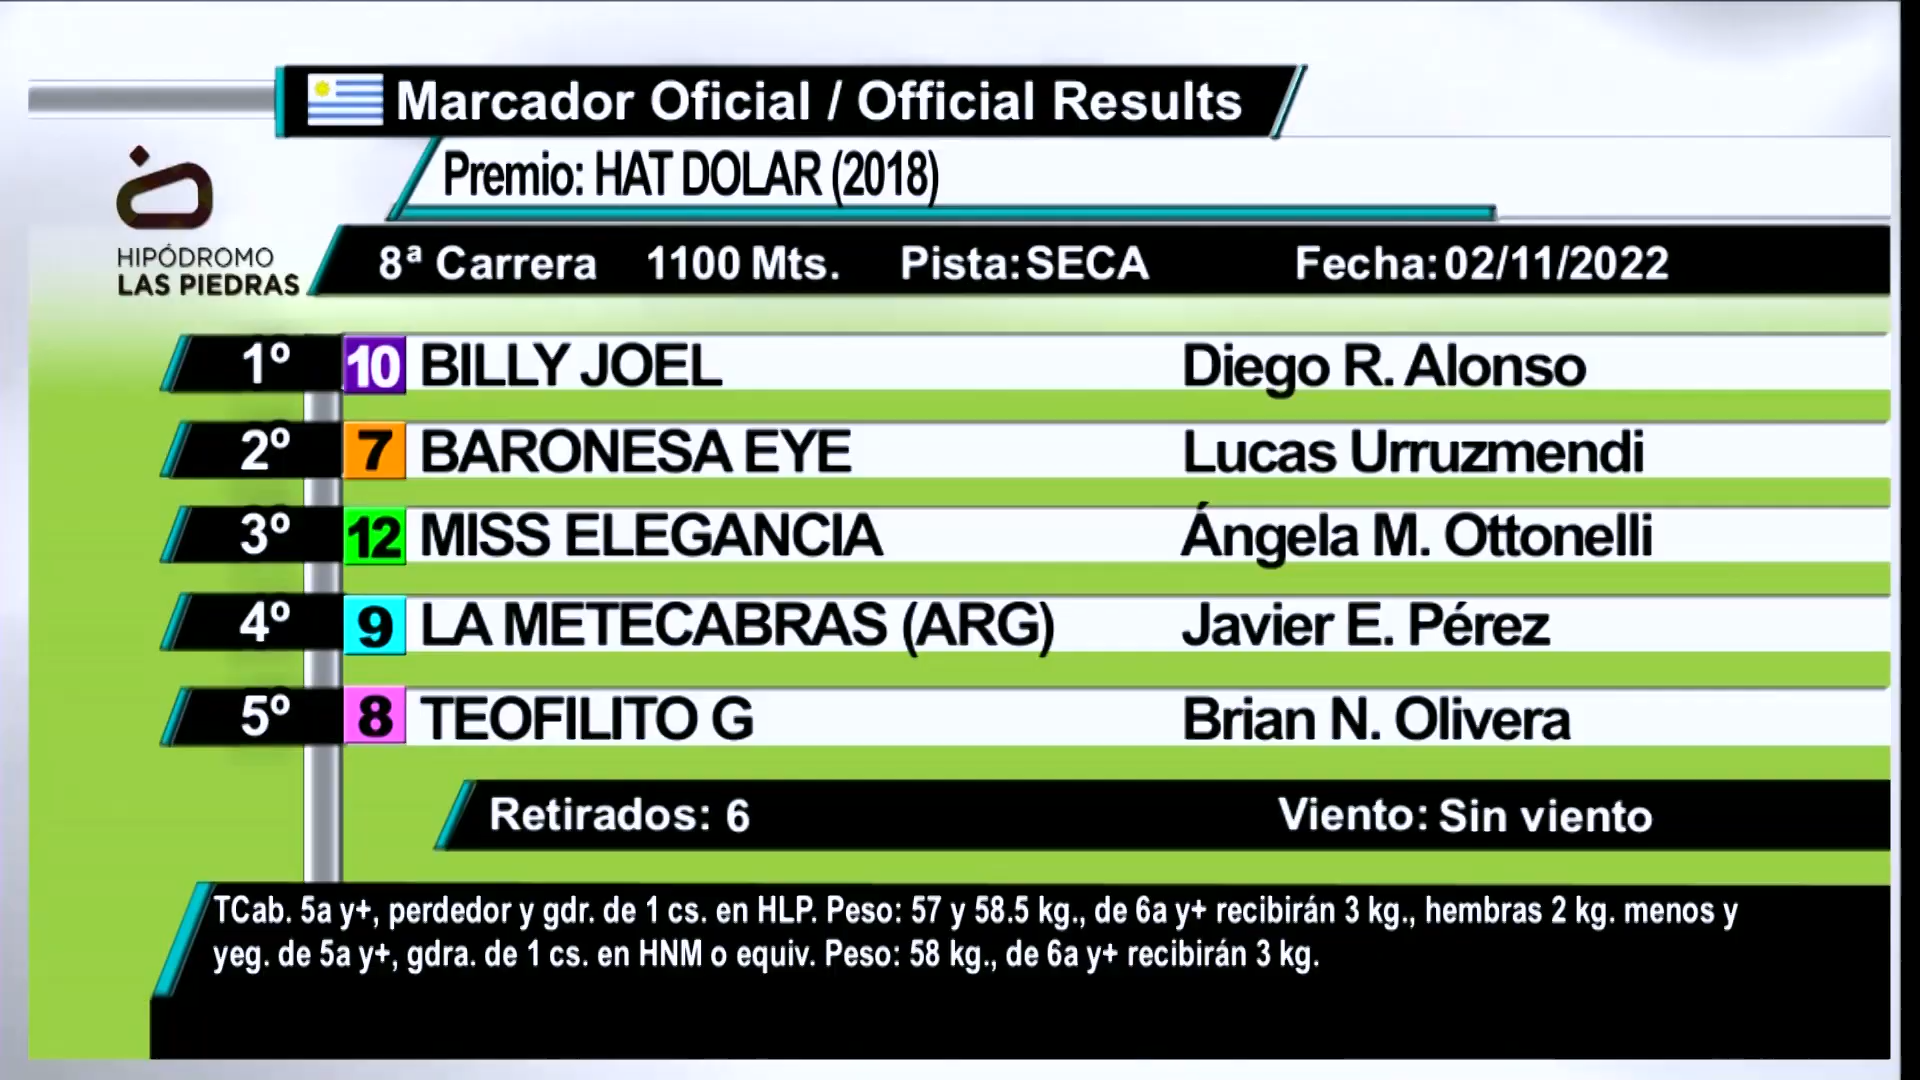 Marcador Oficial / Official Results
Premio: HAT DOLAR (2018)
HIPÓDROMO
LAS PIEDRAS
8ª Carrera 1100 Mts. Pista: SECA Fecha: 02/11/2022
1º 10 BILLY JOEL Diego R. Alonso
2º 7 BARONESA EYE Lucas Urruzmendi
3º 12 MISS ELEGANCIA Ángela M. Ottonelli
4º 9 LA METECABRAS (ARG) Javier E. Pérez
5º 8 TEOFILITO G Brian N. Olivera
Retirados: 6 Viento: Sin viento
TCab. 5a y+, perdedor y gdr. de 1 cs. en HLP. Peso: 57 y 58.5 kg., de 6a y+ recibirán 3 kg., hembras 2 kg. menos y
yeg. de 5a y+, gdra. de 1 cs. en HNM o equiv. Peso: 58 kg., de 6a y+ recibirán 3 kg.